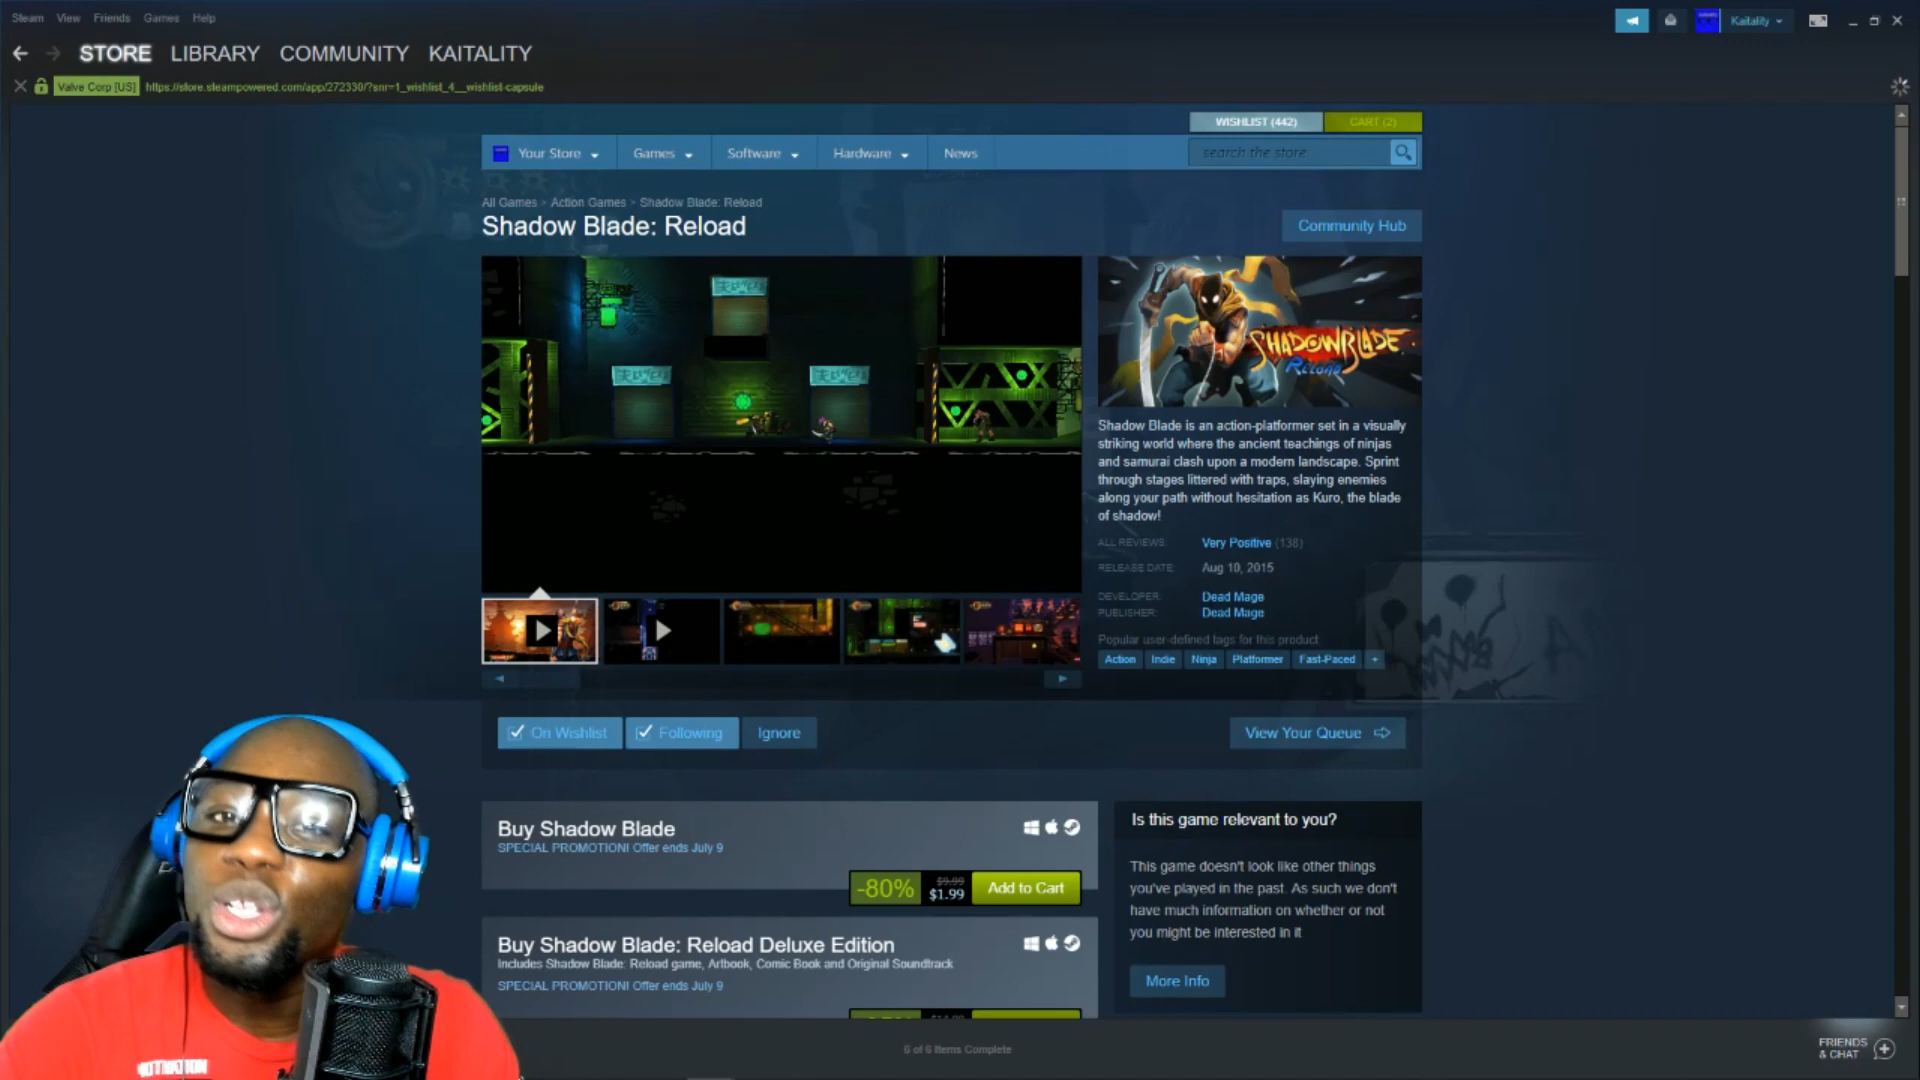 Steam View Friends Games Help
Kaitality
STORE LIBRARY COMMUNITY KAITALITY
Valve Corp [US] https://store.steampowered.com/app/272330/?snr=1_wishlist_4__wishlist-capsule
WISHLIST (442) CART (2)
Your Store Games Software Hardware News
search the store
All Games > Action Games > Shadow Blade: Reload
Shadow Blade: Reload
Community Hub
SHADOWBLADE
RELOAD
Shadow Blade is an action-platformer set in a visually
striking world where the ancient teachings of ninjas
and samurai clash upon a modern landscape. Sprint
through stages littered with traps, slaying enemies
along your path without hesitation as Kuro, the blade
of shadow!
ALL REVIEWS: Very Positive (138)
RELEASE DATE: Aug 10, 2015
DEVELOPER: Dead Mage
PUBLISHER: Dead Mage
Popular user-defined tags for this product:
Action Indie Ninja Platformer Fast-Paced +
On Wishlist Following Ignore
View Your Queue
Buy Shadow Blade
SPECIAL PROMOTION! Offer ends July 9
-80% $9.99 $1.99 Add to Cart
Buy Shadow Blade: Reload Deluxe Edition
Includes Shadow Blade: Reload game, Artbook, Comic Book and Original Soundtrack
SPECIAL PROMOTION! Offer ends July 9
Is this game relevant to you?
This game doesn't look like other things
you've played in the past. As such we don't
have much information on whether or not
you might be interested in it
More Info
6 of 6 Items Complete
FRIENDS
& CHAT
MOTIVATION